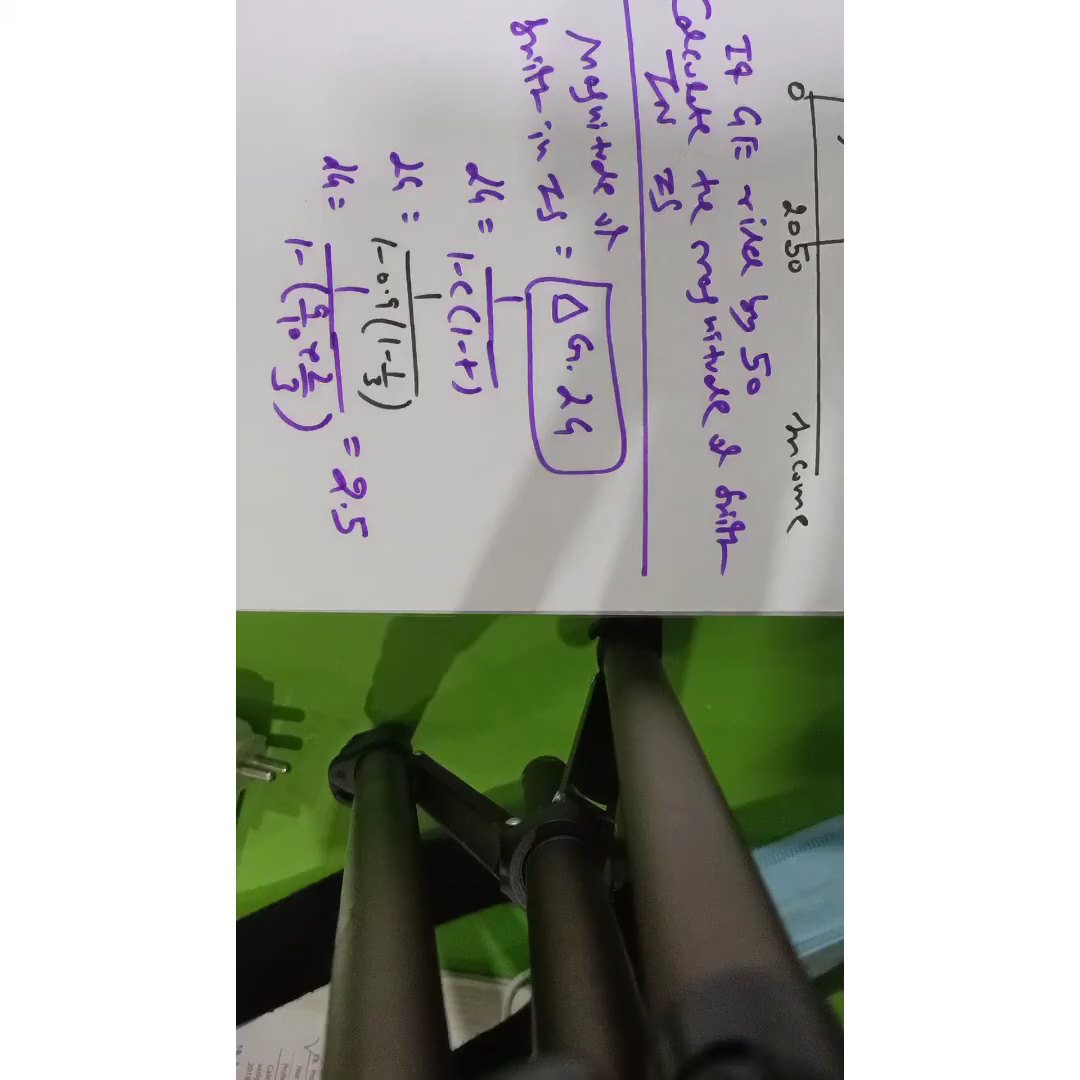 0 2050 Income
If GE rises by 50
Calculate the magnitude of shift
IN IS
Magnitude of
shift in IS = ΔG. αG
αG = 1 / 1-c(1-t)
αG = 1 / 1-0.9(1-1/3)
αG = 1 / 1-(9/10 x 2/3) = 2.5